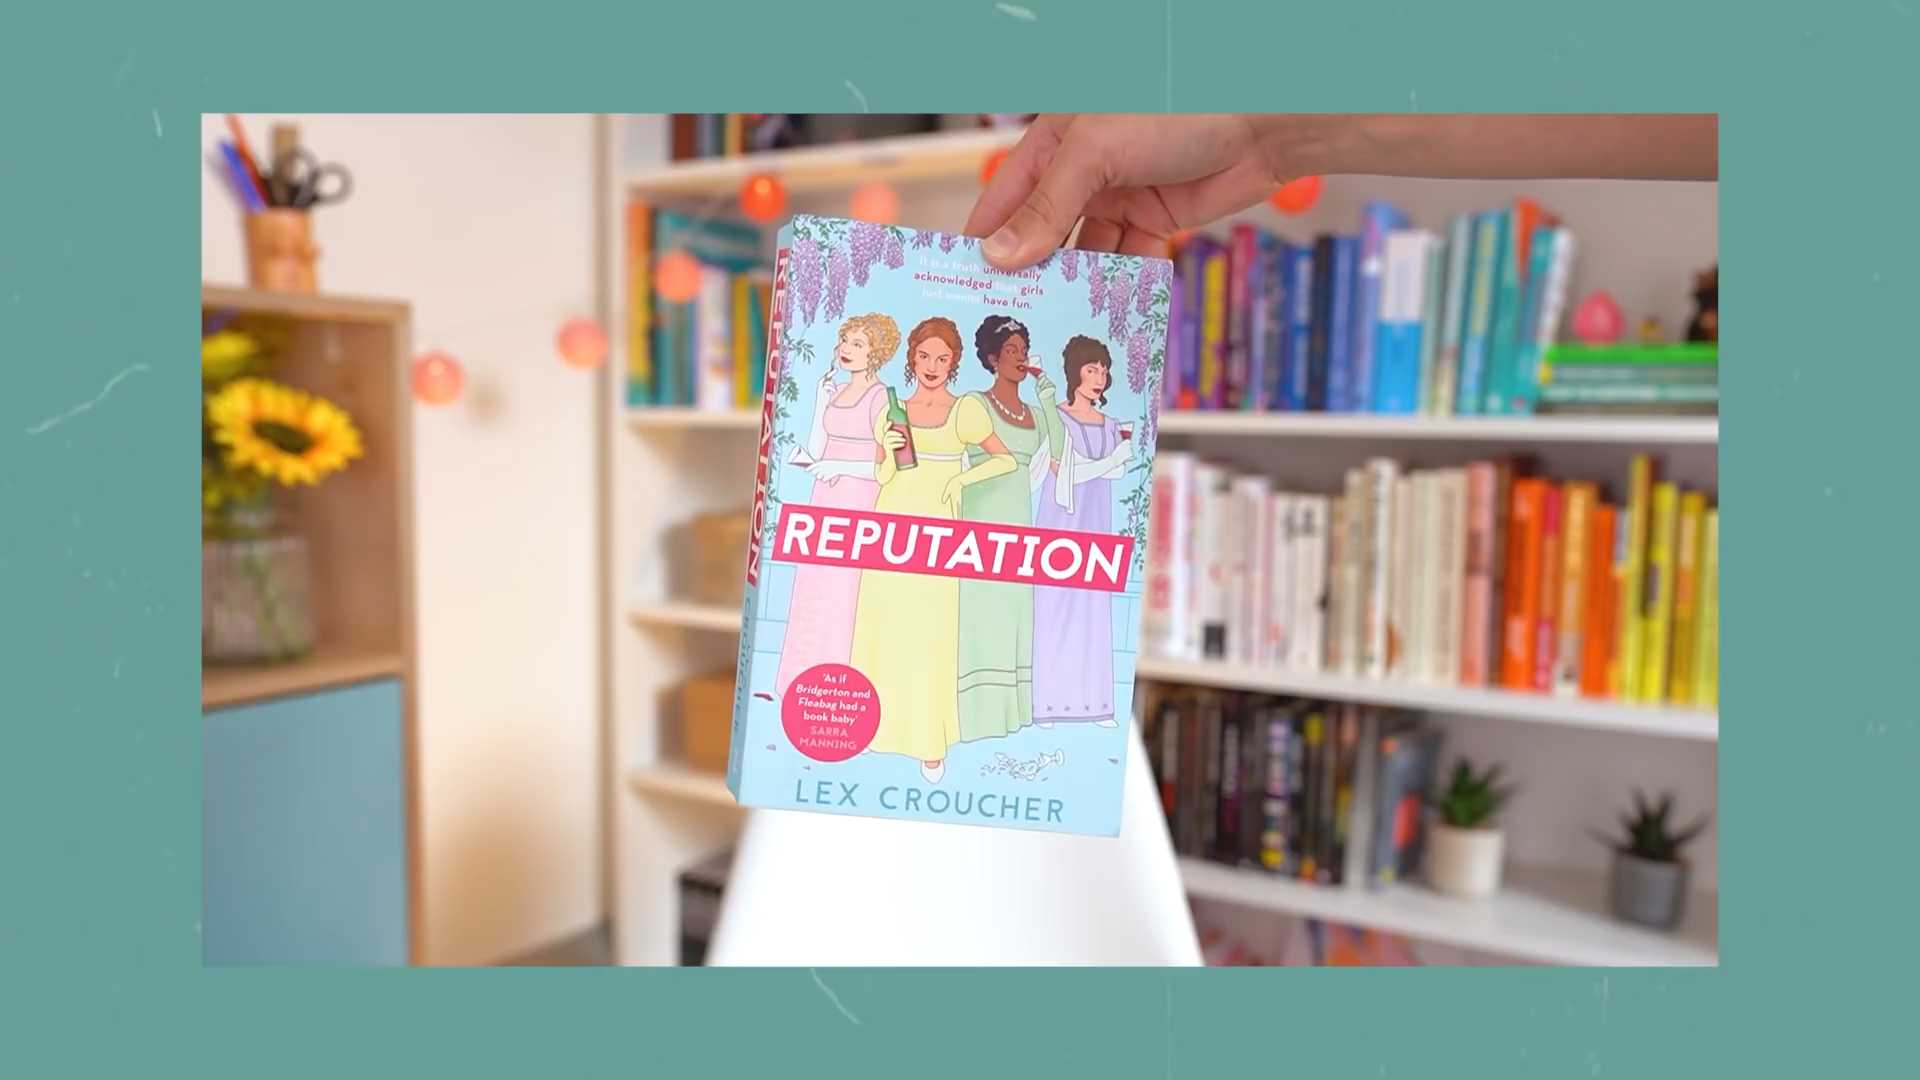 It is a truth universally
acknowledged that girls
just wanna have fun.
REPUTATION
REPUTATION
CROUCHER
'As if
Bridgerton and
Fleabag had a
book baby'
SARRA
MANNING
LEX CROUCHER